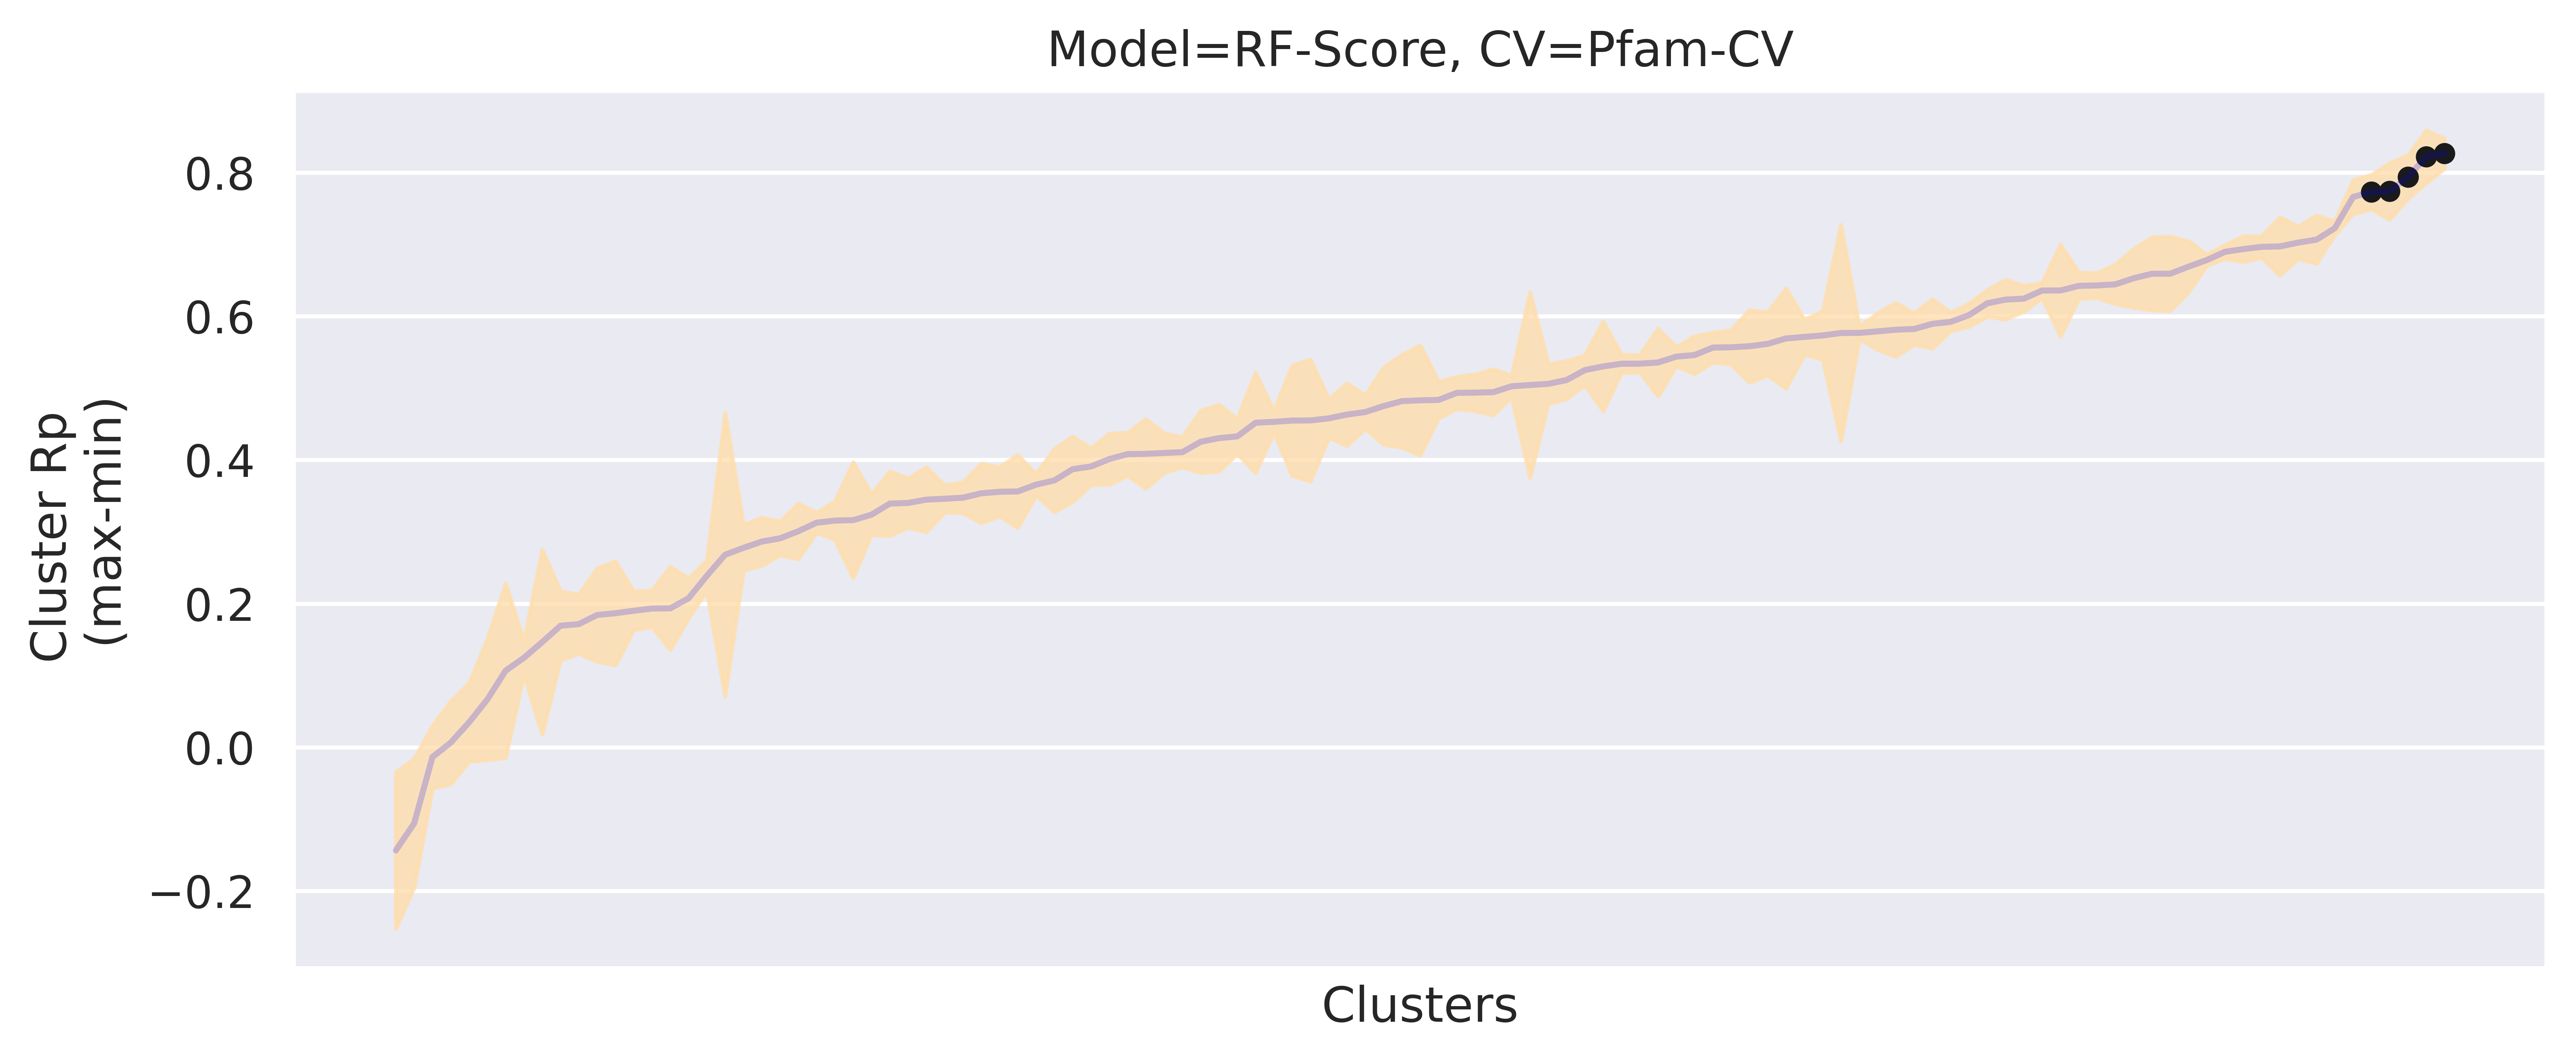 Model=RF-Score, CV=Pfam-CV
Cluster Rp
(max-min)
0.8
0.6
0.4
0.2
0.0
−0.2
Clusters